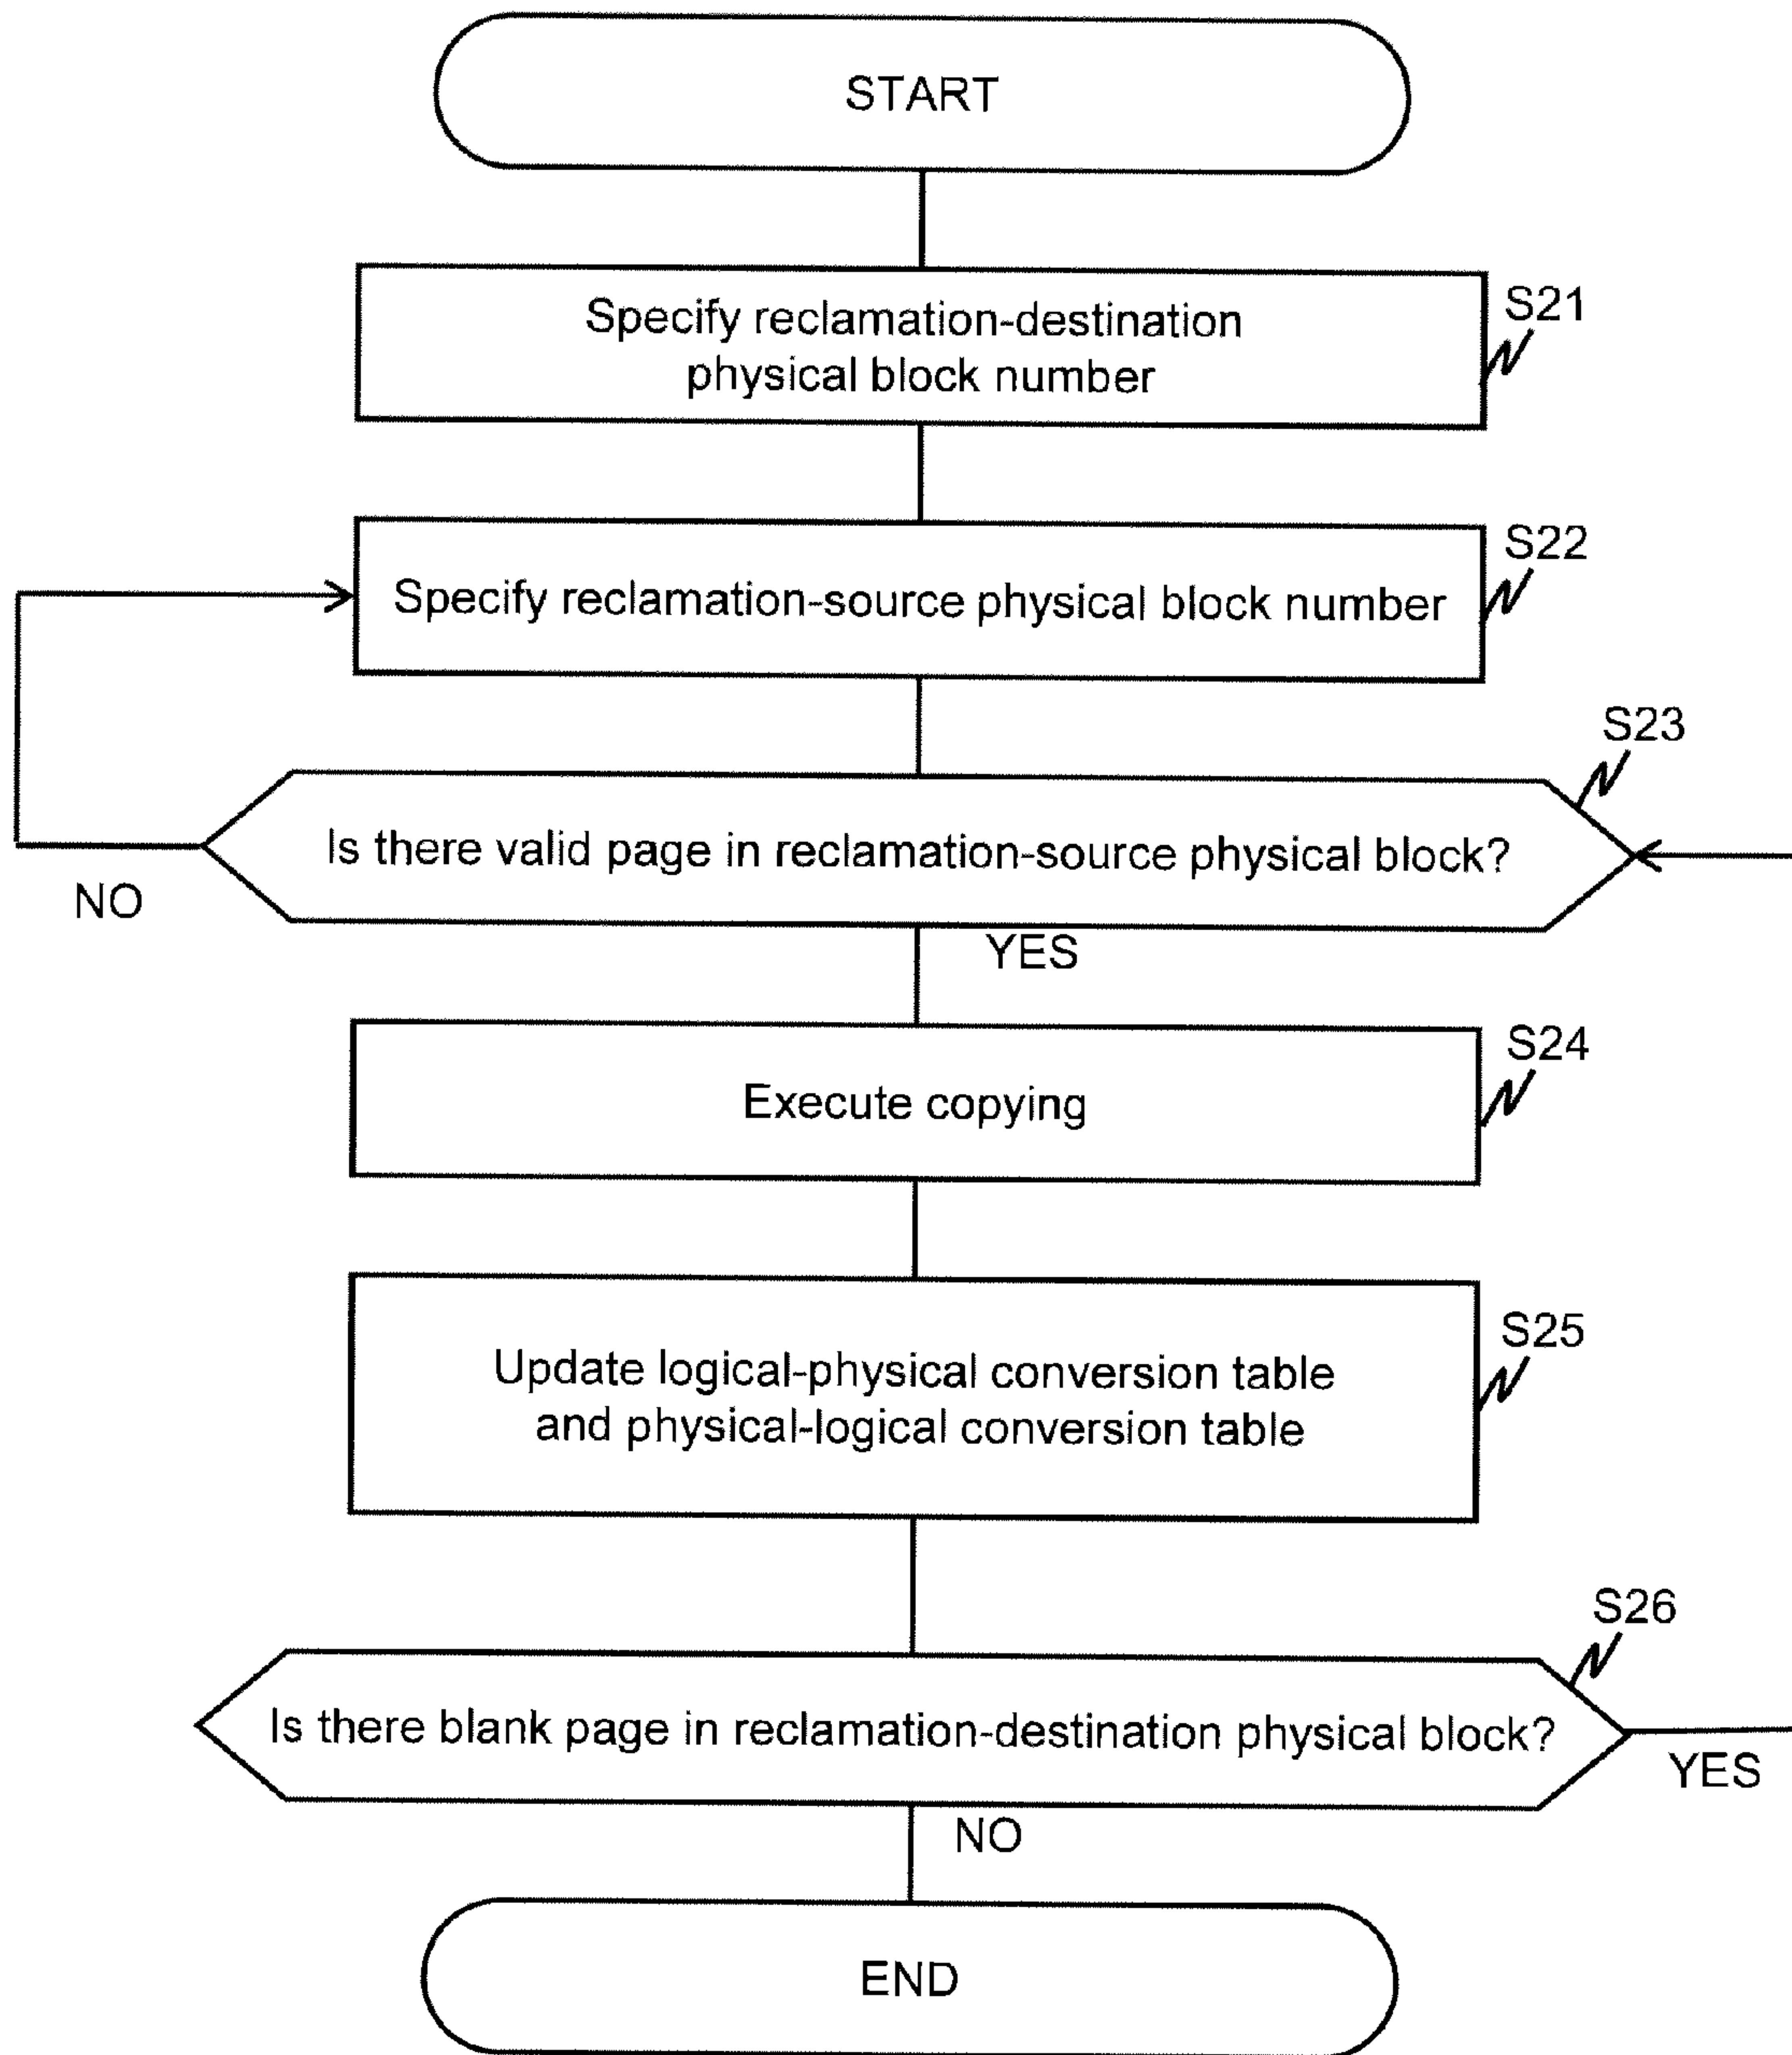 START
Specify reclamation-destination
physical block number
S21
Specify reclamation-source physical block number
S22
S23
Is there valid page in reclamation-source physical block?
NO
YES
Execute copying
S24
Update logical-physical conversion table
and physical-logical conversion table
S25
S26
Is there blank page in reclamation-destination physical block?
YES
NO
END